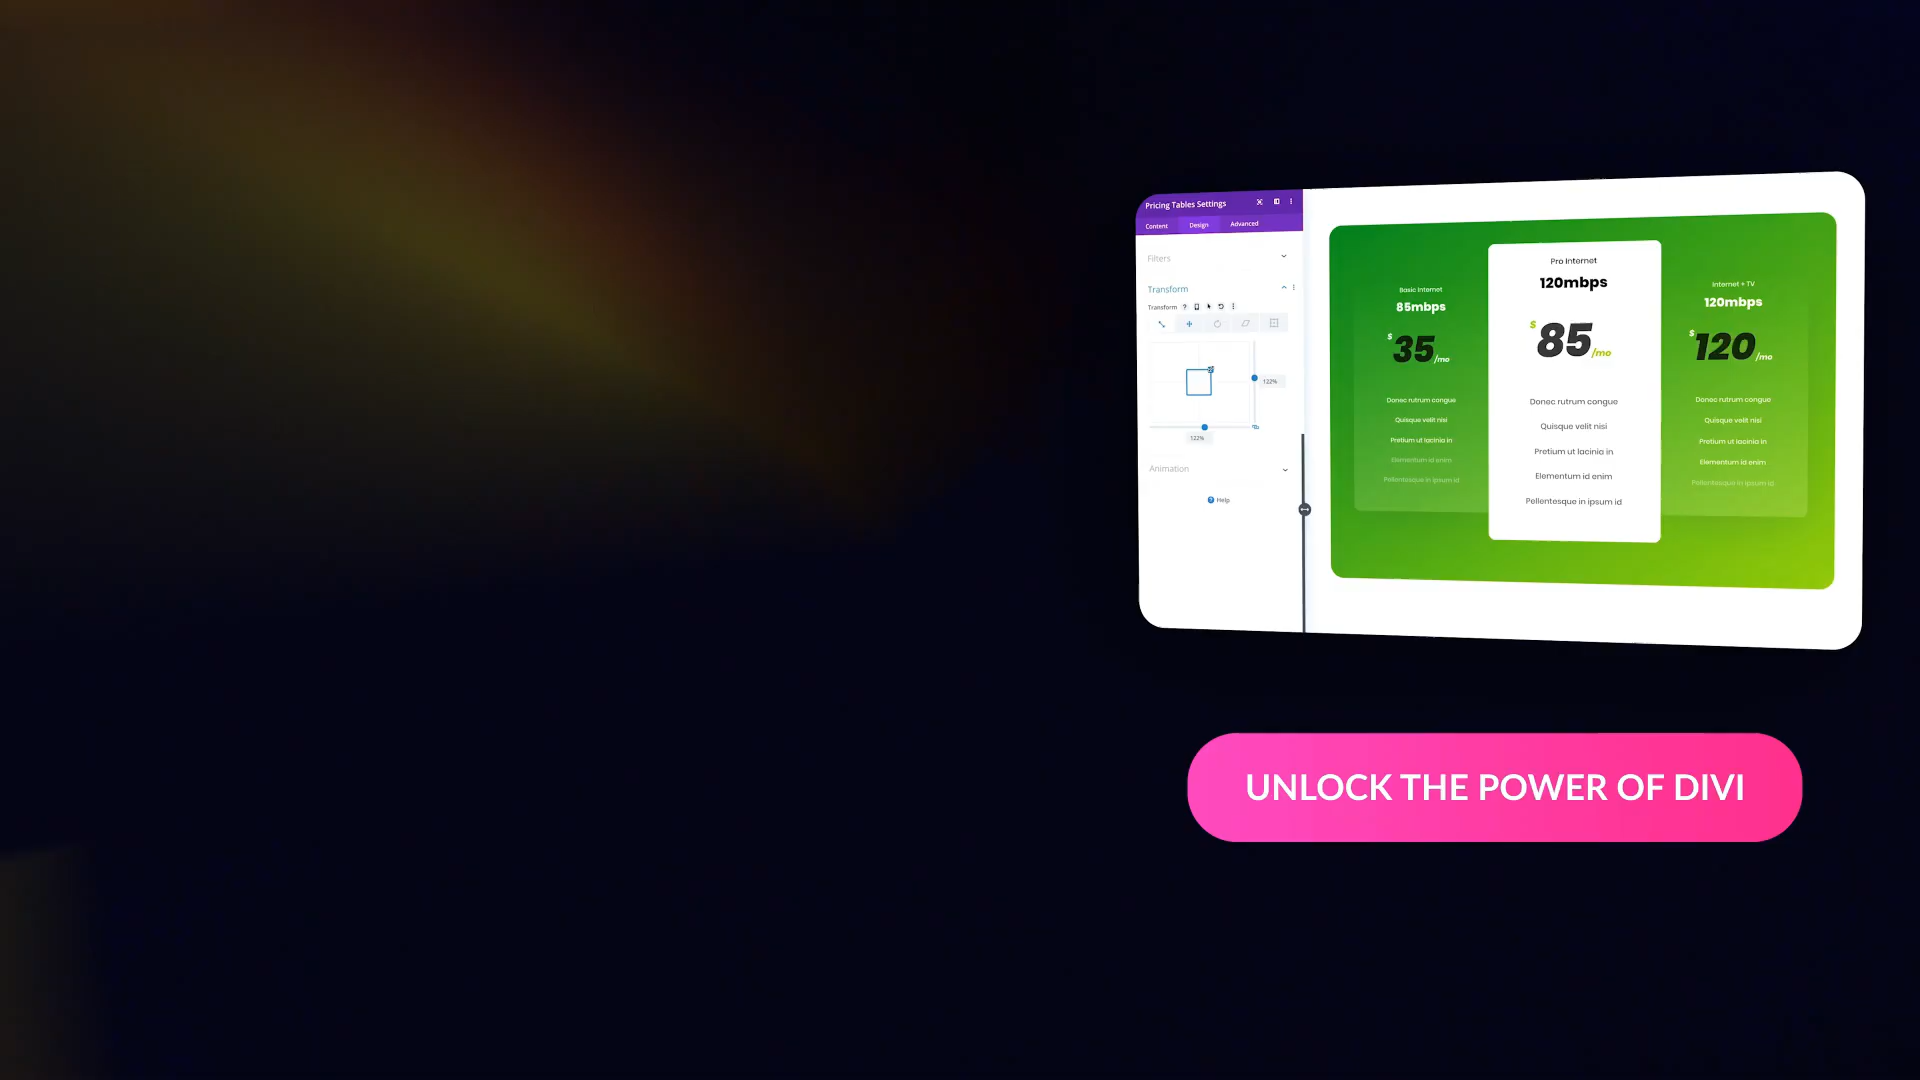 Pricing Tables Settings
Content Design Advanced
Filters
Transform
Transform ?
122%
122%
Animation
? Help
Basic Internet
85mbps
$35/mo
Donec rutrum congue
Quisque velit nisi
Pretium ut lacinia in
Elementum id enim
Pellentesque in ipsum id
Pro Internet
120mbps
$85/mo
Donec rutrum congue
Quisque velit nisi
Pretium ut lacinia in
Elementum id enim
Pellentesque in ipsum id
Internet + TV
120mbps
$120/mo
Donec rutrum congue
Quisque velit nisi
Pretium ut lacinia in
Elementum id enim
Pellentesque in ipsum id
UNLOCK THE POWER OF DIVI